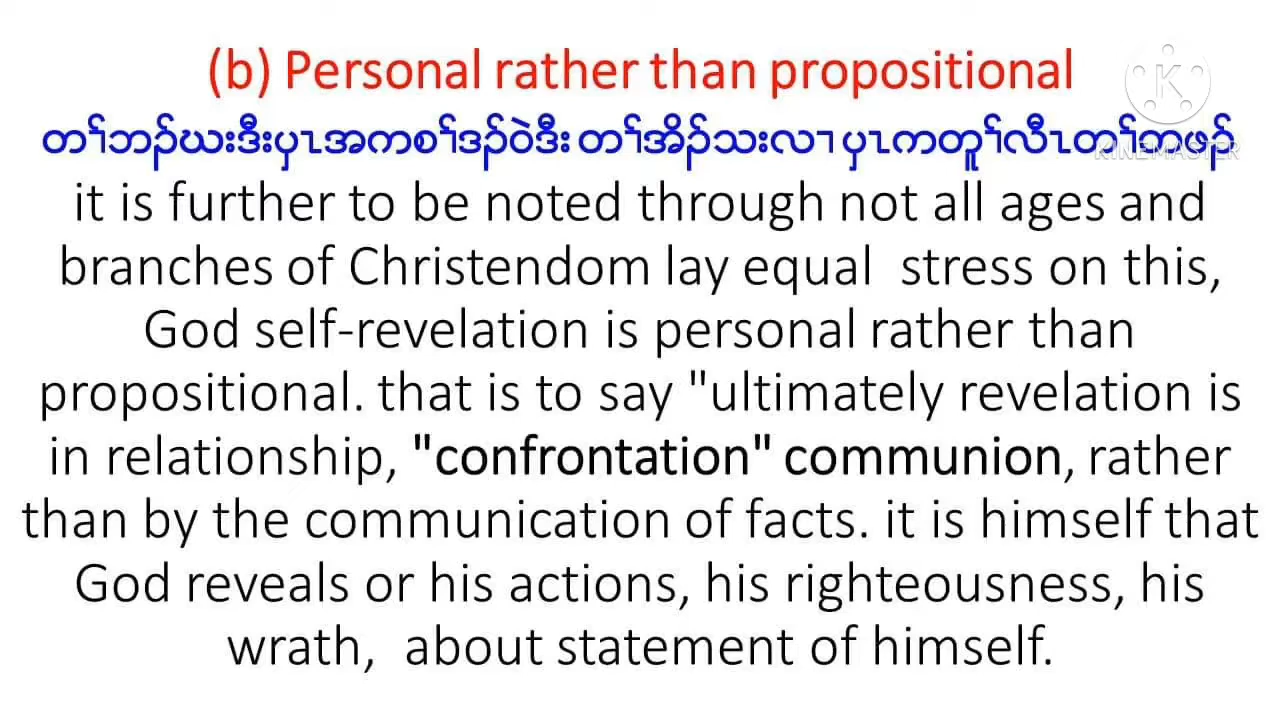 (b) Personal rather than propositional
တၢ်ဘၣ်ဃးဒီးပှၤအကစၢ်ဒၣ်ဝဲဒီး တၢ်အိၣ်သးလၢ ပှၤကတူၢ်လီၤတၢ်ဘၣ်
it is further to be noted through not all ages and
branches of Christendom lay equal stress on this,
God self-revelation is personal rather than
propositional. that is to say "ultimately revelation is
in relationship, "confrontation" communion, rather
than by the communication of facts. it is himself that
God reveals or his actions, his righteousness, his
wrath, about statement of himself.
K
KINEMASTER